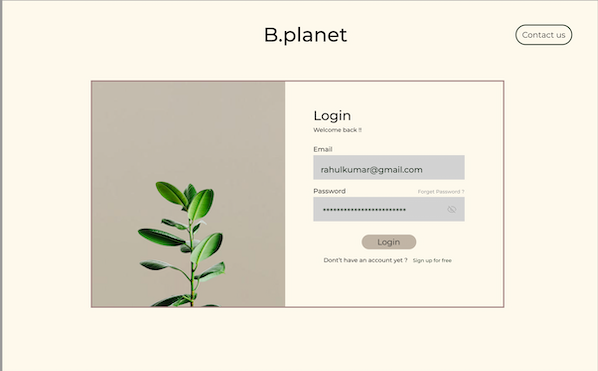 B.planet
Contact us
Login
Welcome back !!
Email
rahulkumar@gmail.com
Password Forget Password ?
************************
Login
Dont't have an account yet ? Sign up for free